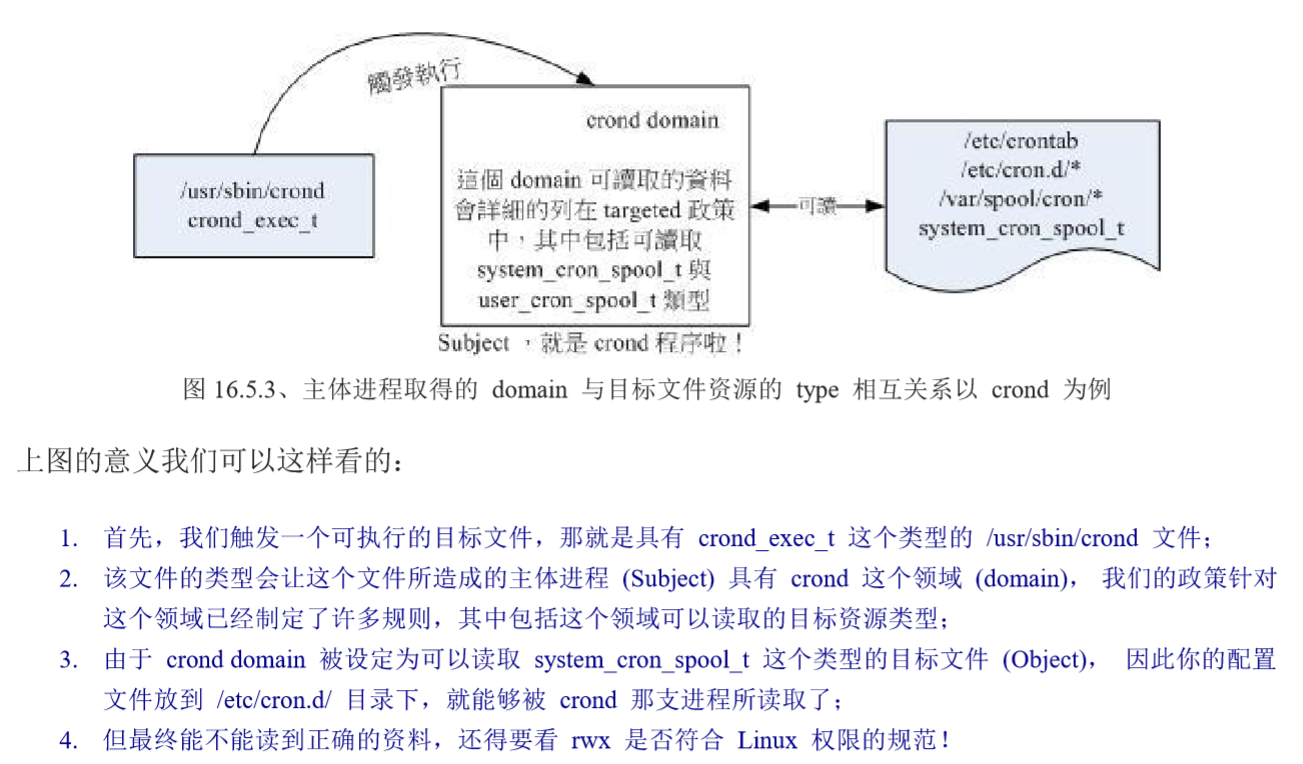 觸發執行
/usr/sbin/crond
crond_exec_t
crond domain
這個 domain 可讀取的資料
會詳細的列在 targeted 政策
中，其中包括可讀取
system_cron_spool_t 與
user_cron_spool_t 類型
Subject ，就是 crond 程序啦！
可讀
/etc/crontab
/etc/cron.d/*
/var/spool/cron/*
system_cron_spool_t
图 16.5.3、主体进程取得的 domain 与目标文件资源的 type 相互关系以 crond 为例
上图的意义我们可以这样看的：
1. 首先，我们触发一个可执行的目标文件，那就是具有 crond_exec_t 这个类型的 /usr/sbin/crond 文件；
2. 该文件的类型会让这个文件所造成的主体进程 (Subject) 具有 crond 这个领域 (domain)， 我们的政策针对
这个领域已经制定了许多规则，其中包括这个领域可以读取的目标资源类型；
3. 由于 crond domain 被设定为可以读取 system_cron_spool_t 这个类型的目标文件 (Object)， 因此你的配置
文件放到 /etc/cron.d/ 目录下，就能够被 crond 那支进程所读取了；
4. 但最终能不能读到正确的资料，还得要看 rwx 是否符合 Linux 权限的规范！